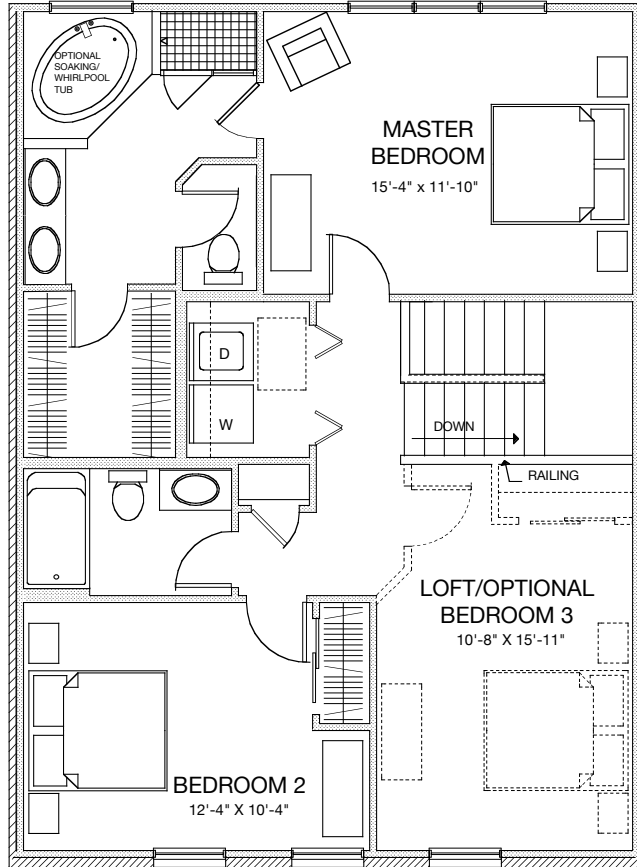 OPTIONAL
SOAKING/
WHIRLPOOL
TUB
MASTER
BEDROOM
15'-4" x 11'-10"
D
W
DOWN
RAILING
LOFT/OPTIONAL
BEDROOM 3
10'-8" X 15'-11"
BEDROOM 2
12'-4" X 10'-4"